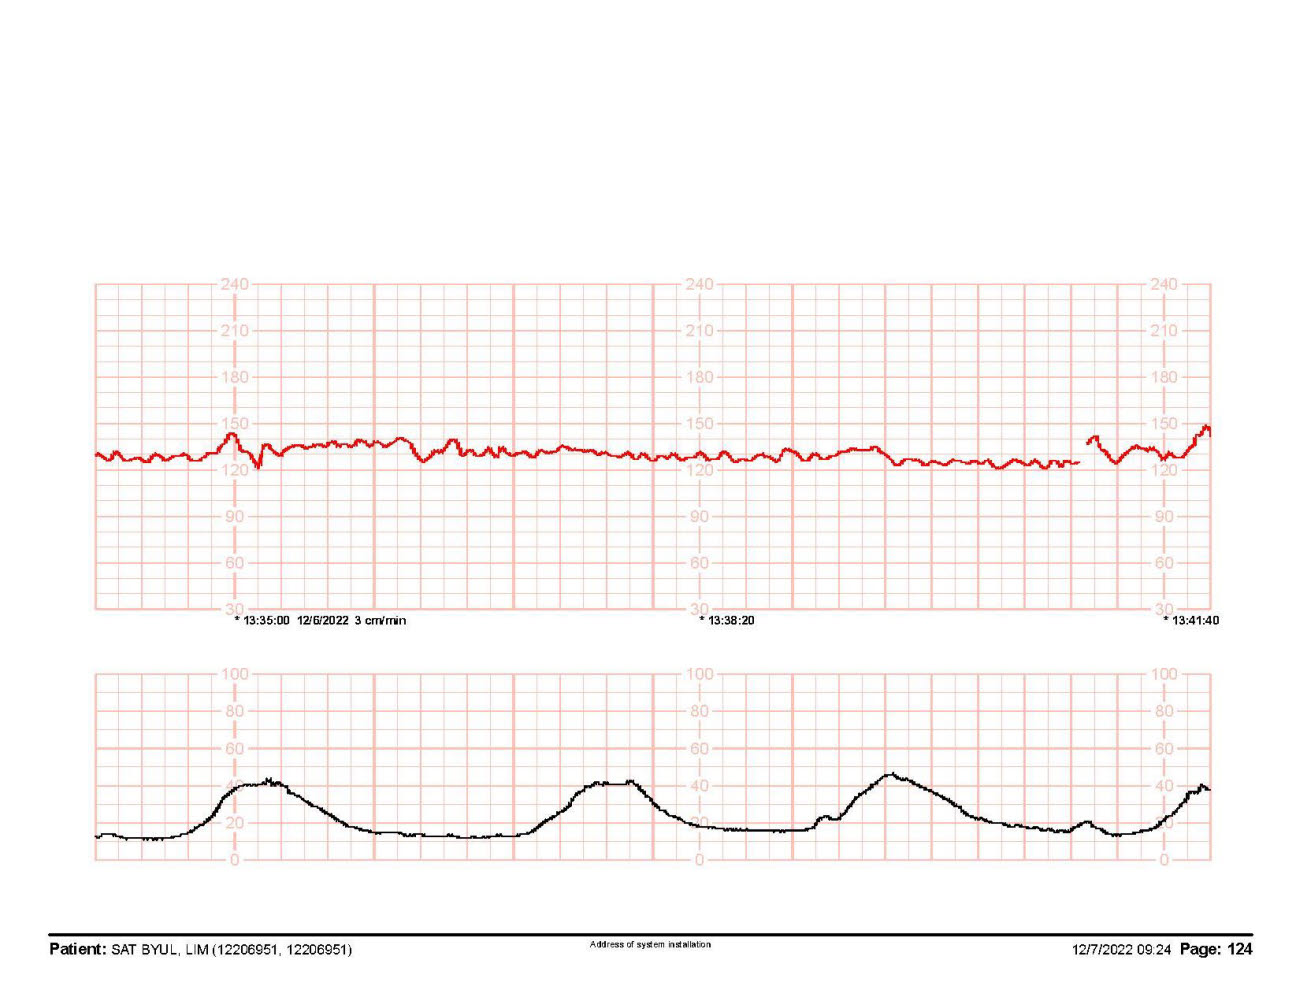 240 240 240
210 210 210
180 180 180
150 150 150
120 120 120
90 90 90
60 60 60
30 30 30
* 13:35:00 12/6/2022 3 cm/min * 13:38:20 * 13:41:40
100 100 100
80 80 80
60 60 60
40 40 40
20 20 20
0 0 0
Patient: SAT BYUL, LIM (12206951, 12206951) Address of system installation 12/7/2022 09:24 Page: 124